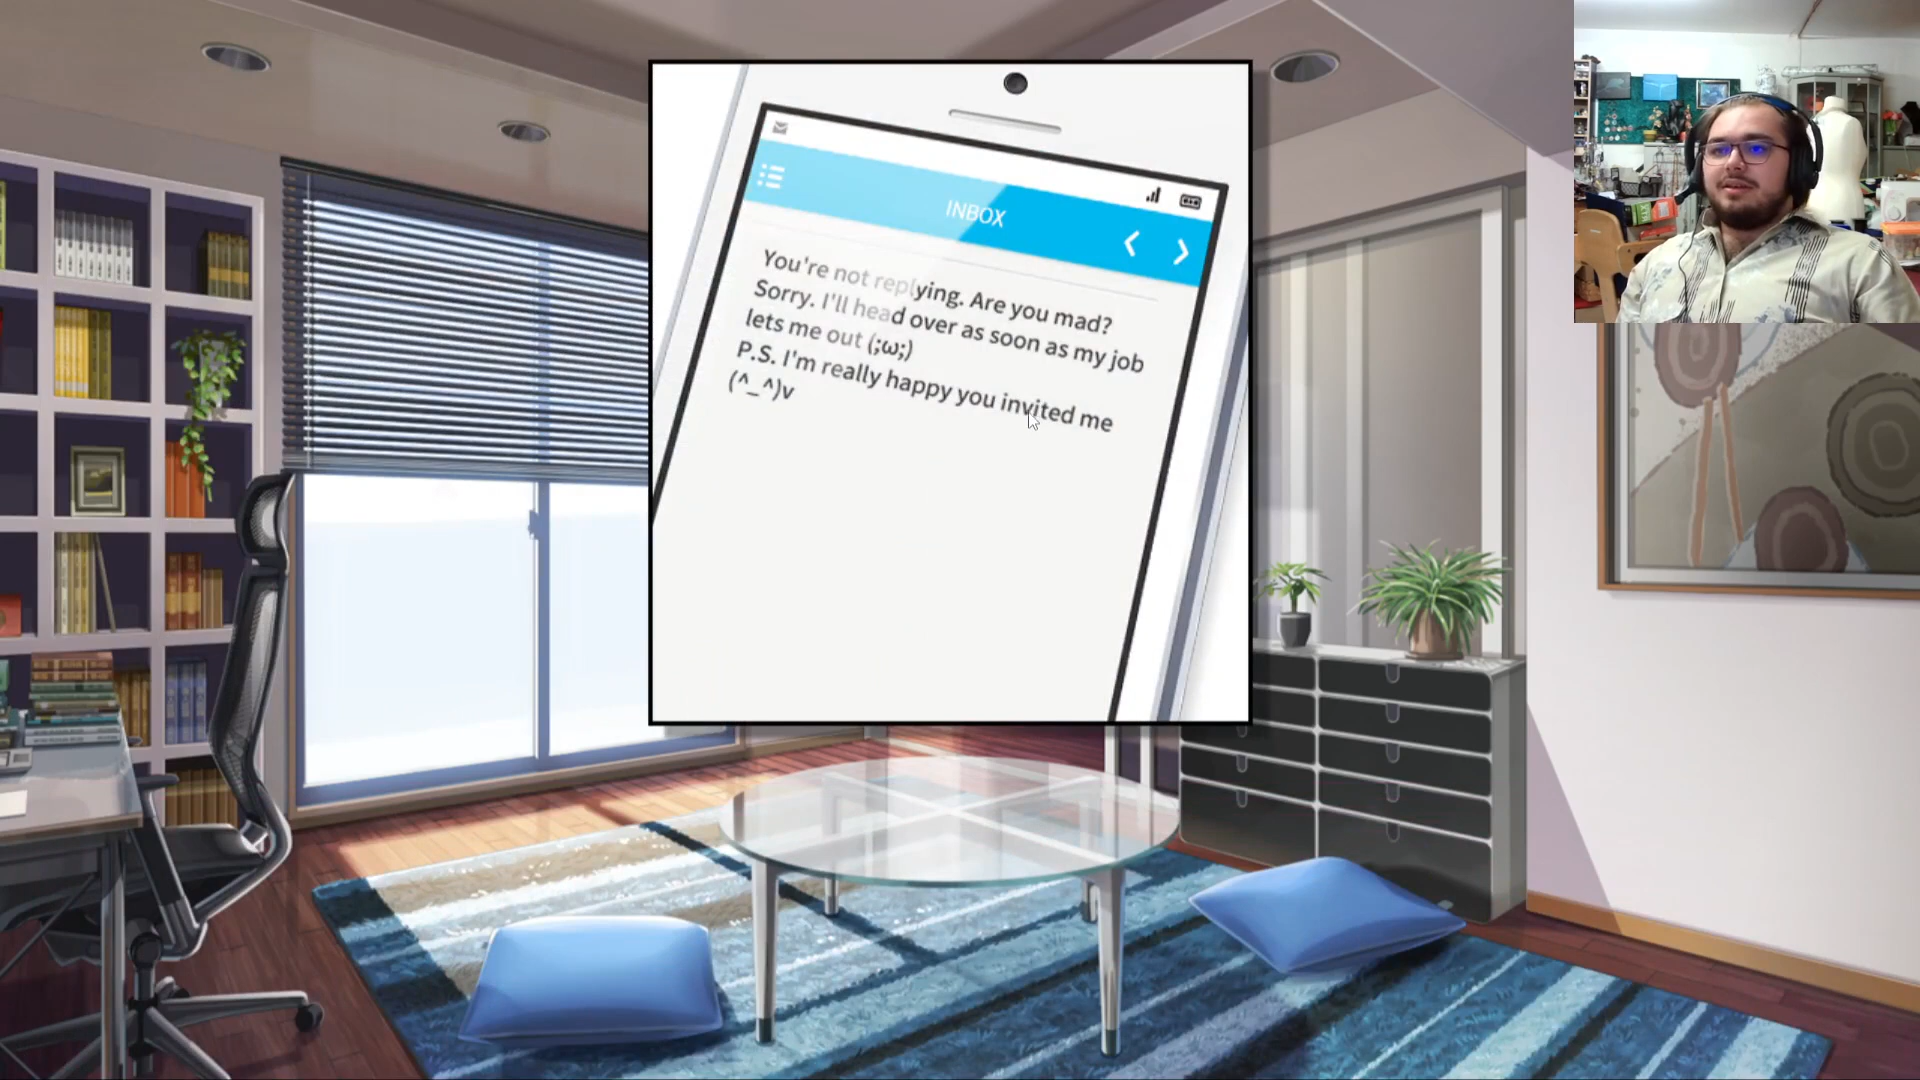 INBOX
You're not replying. Are you mad?
Sorry. I'll head over as soon as my job
lets me out (;ω;)
P.S. I'm really happy you invited me
(^_^)v